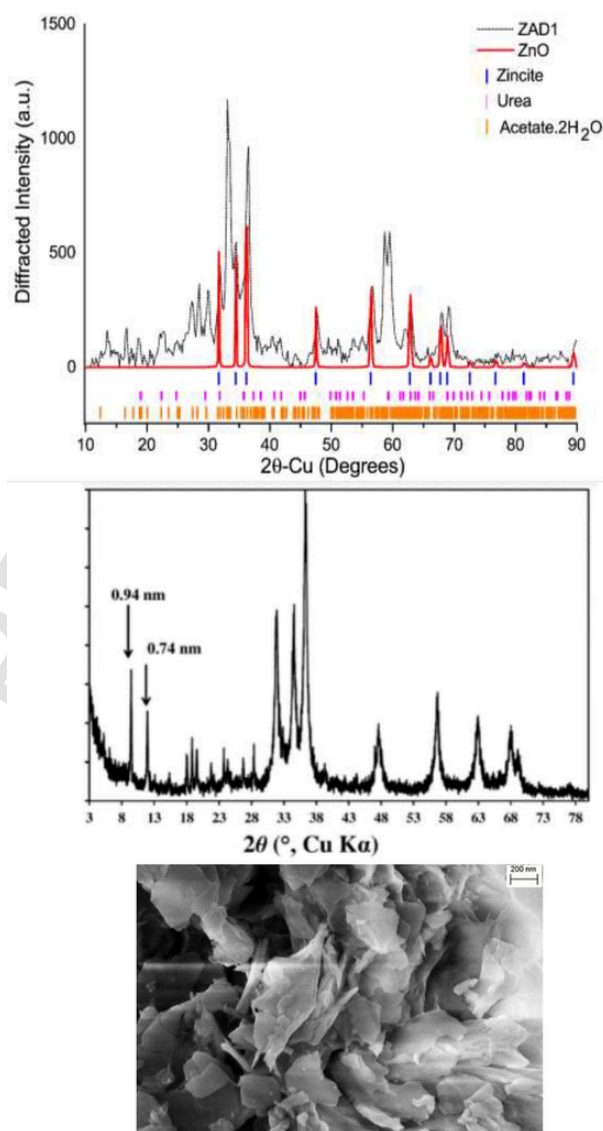 1500
1000
500
0
Diffracted Intensity (a.u.)
ZAD1
ZnO
Zincite
Urea
Acetate.2H₂O
10 20 30 40 50 60 70 80 90
2θ-Cu (Degrees)
0.94 nm
0.74 nm
3 8 13 18 23 28 33 38 43 48 53 58 63 68 73 78
2θ (°, Cu Kα)
200 nm